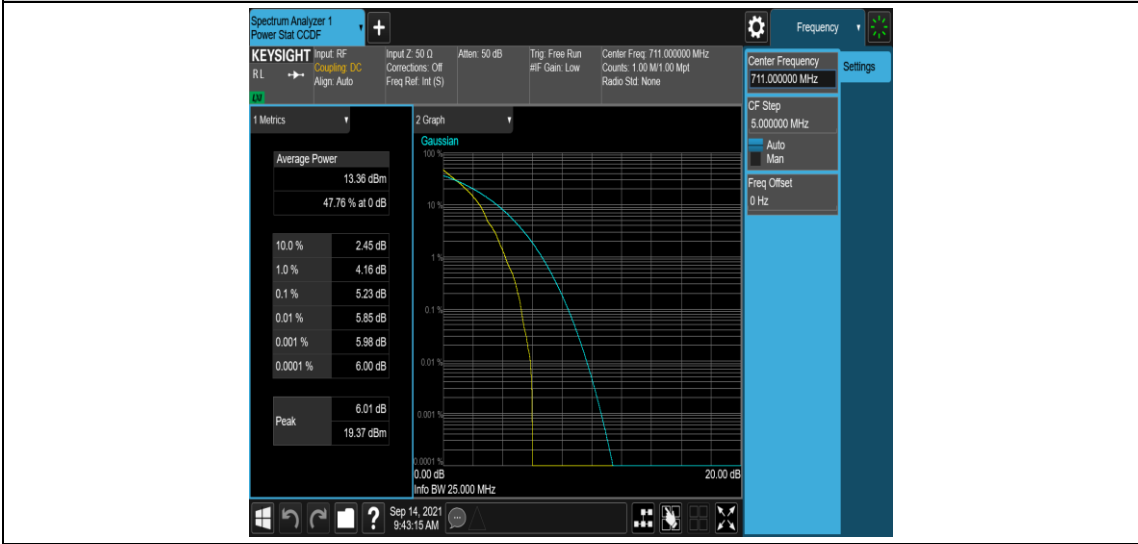 Spectrum Analyzer 1
Power Stat CCDF
+
Frequency
KEYSIGHT
R L
LXI
Input: RF
Coupling: DC
Align: Auto
Input Z: 50 Ω
Corrections: Off
Freq Ref: Int (S)
Atten: 50 dB
Trig: Free Run
#IF Gain: Low
Center Freq: 711.000000 MHz
Counts: 1.00 M/1.00 Mpt
Radio Std: None
Center Frequency
711.000000 MHz
Settings
CF Step
5.000000 MHz
Auto
Man
Freq Offset
0 Hz
1 Metrics
Average Power
13.36 dBm
47.76 % at 0 dB
10.0 % 2.45 dB
1.0 % 4.16 dB
0.1 % 5.23 dB
0.01 % 5.85 dB
0.001 % 5.98 dB
0.0001 % 6.00 dB
Peak
6.01 dB
19.37 dBm
2 Graph
Gaussian
100 %
10 %
1 %
0.1 %
0.01 %
0.001 %
0.0001 %
0.00 dB 20.00 dB
Info BW 25.000 MHz
?
Sep 14, 2021
9:43:15 AM